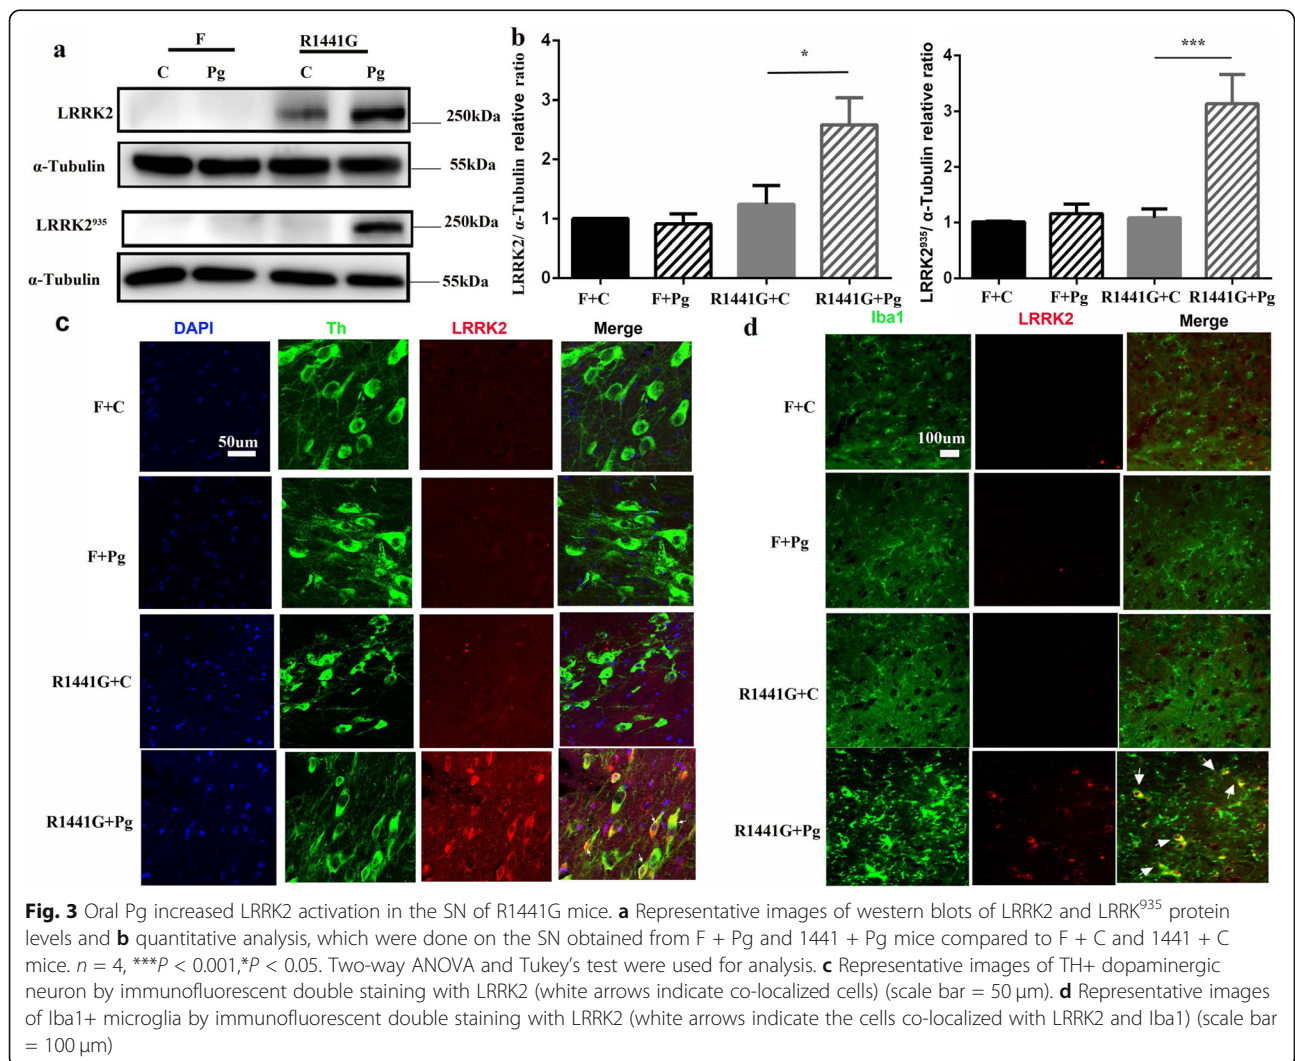 a
F R1441G
C Pg C Pg
LRRK2
250kDa
α-Tubulin
55kDa
LRRK2⁹³⁵
250kDa
α-Tubulin
55kDa
b
LRRK2/ α-Tubulin relative ratio
4
3
2
1
0
*
F+C F+Pg R1441G+C R1441G+Pg
LRRK2⁹³⁵/ α-Tubulin relative ratio
4
3
2
1
0
***
F+C F+Pg R1441G+C R1441G+Pg
c
DAPI Th LRRK2 Merge
F+C
50um
F+Pg
R1441G+C
R1441G+Pg
d
Iba1 LRRK2 Merge
F+C
100um
F+Pg
R1441G+C
R1441G+Pg
Fig. 3 Oral Pg increased LRRK2 activation in the SN of R1441G mice. a Representative images of western blots of LRRK2 and LRRK⁹³⁵ protein
levels and b quantitative analysis, which were done on the SN obtained from F + Pg and 1441 + Pg mice compared to F + C and 1441 + C
mice. n = 4, ***P < 0.001,*P < 0.05. Two-way ANOVA and Tukey's test were used for analysis. c Representative images of TH+ dopaminergic
neuron by immunofluorescent double staining with LRRK2 (white arrows indicate co-localized cells) (scale bar = 50 μm). d Representative images
of Iba1+ microglia by immunofluorescent double staining with LRRK2 (white arrows indicate the cells co-localized with LRRK2 and Iba1) (scale bar
= 100 μm)